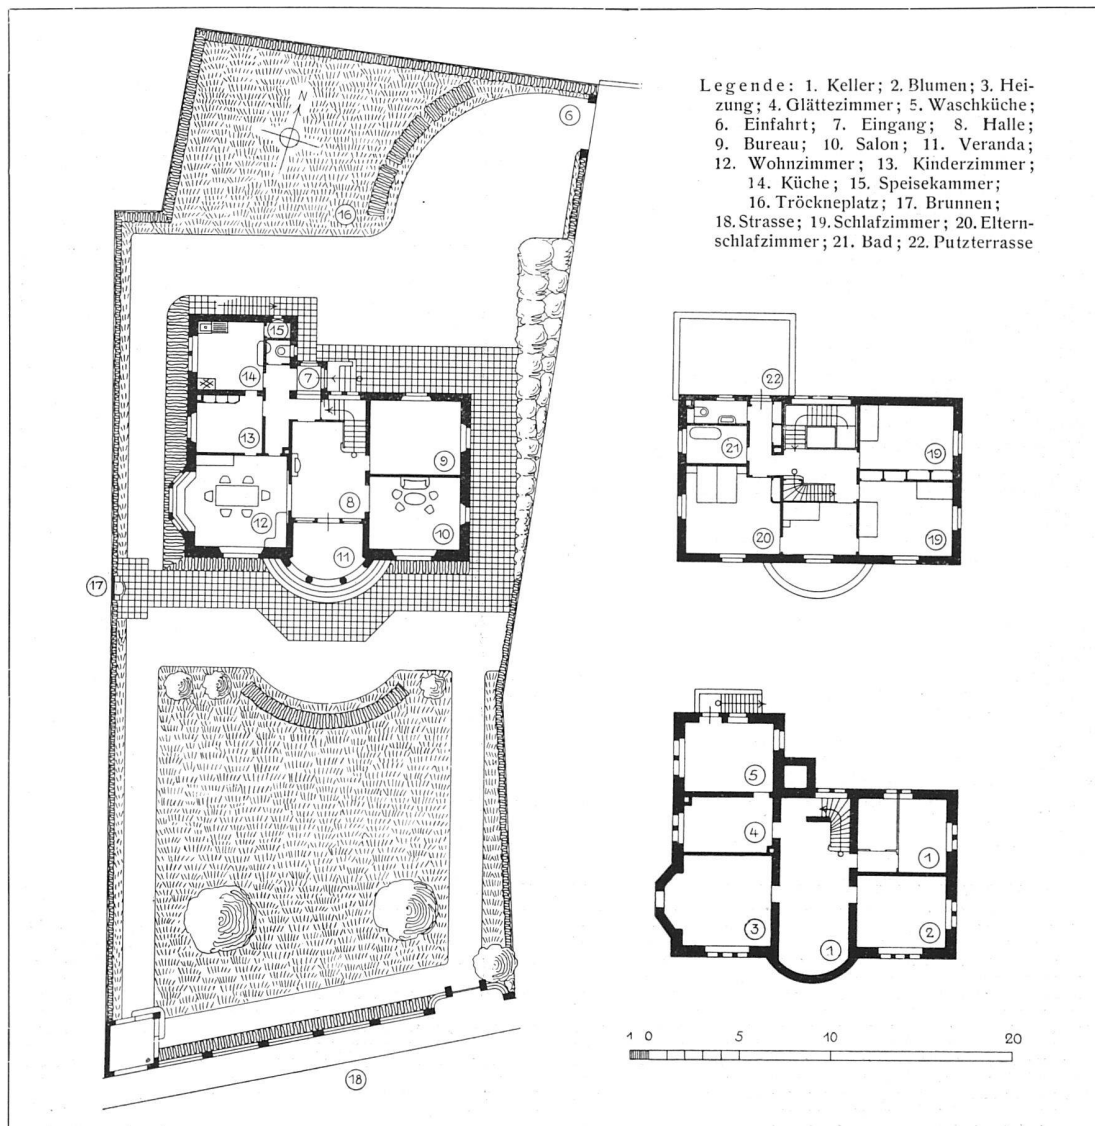 Legende: 1. Keller; 2. Blumen; 3. Hei-
zung; 4. Glättezimmer; 5. Waschküche;
6. Einfahrt; 7. Eingang; 8. Halle;
9. Bureau; 10. Salon; 11. Veranda;
12. Wohnzimmer; 13. Kinderzimmer;
14. Küche; 15. Speisekammer;
16. Tröckneplatz; 17. Brunnen;
18. Strasse; 19. Schlafzimmer; 20. Eltern-
schlafzimmer; 21. Bad; 22. Putzterrasse
N
6
16
15
14
7
13
9
12
8
10
11
17
18
22
21
19
20
19
5
4
1
3
1
2
1 0 5 10 20